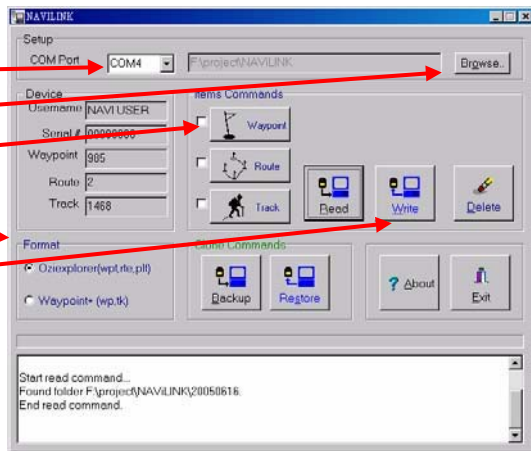 NAVILINK
Setup
COM Port COM4 F:\project\NAViLINK Browse..
Device
Username NAVI USER
Serial # 00000000
Waypoint 985
Route 2
Track 1468
Items Commands
Waypoint
Route
Track
Read Write Delete
Format
Oziexplorer(wpt,rte,plt)
Waypoint+ (wp,tk)
Clone Commands
Backup Restore
? About Exit
Start read command...
Found folder F:\project\NAViLINK\20050616.
End read command.